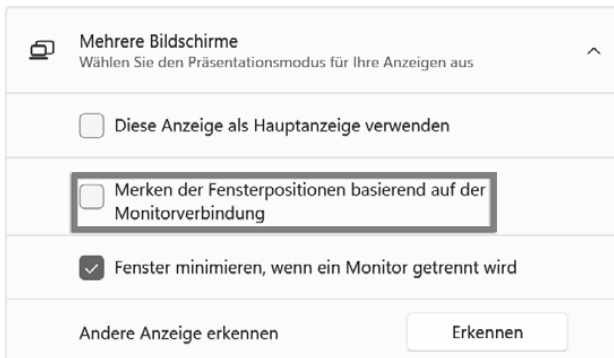 Mehrere Bildschirme
Wählen Sie den Präsentationsmodus für Ihre Anzeigen aus
Diese Anzeige als Hauptanzeige verwenden
Merken der Fensterpositionen basierend auf der
Monitorverbindung
Fenster minimieren, wenn ein Monitor getrennt wird
Andere Anzeige erkennen
Erkennen